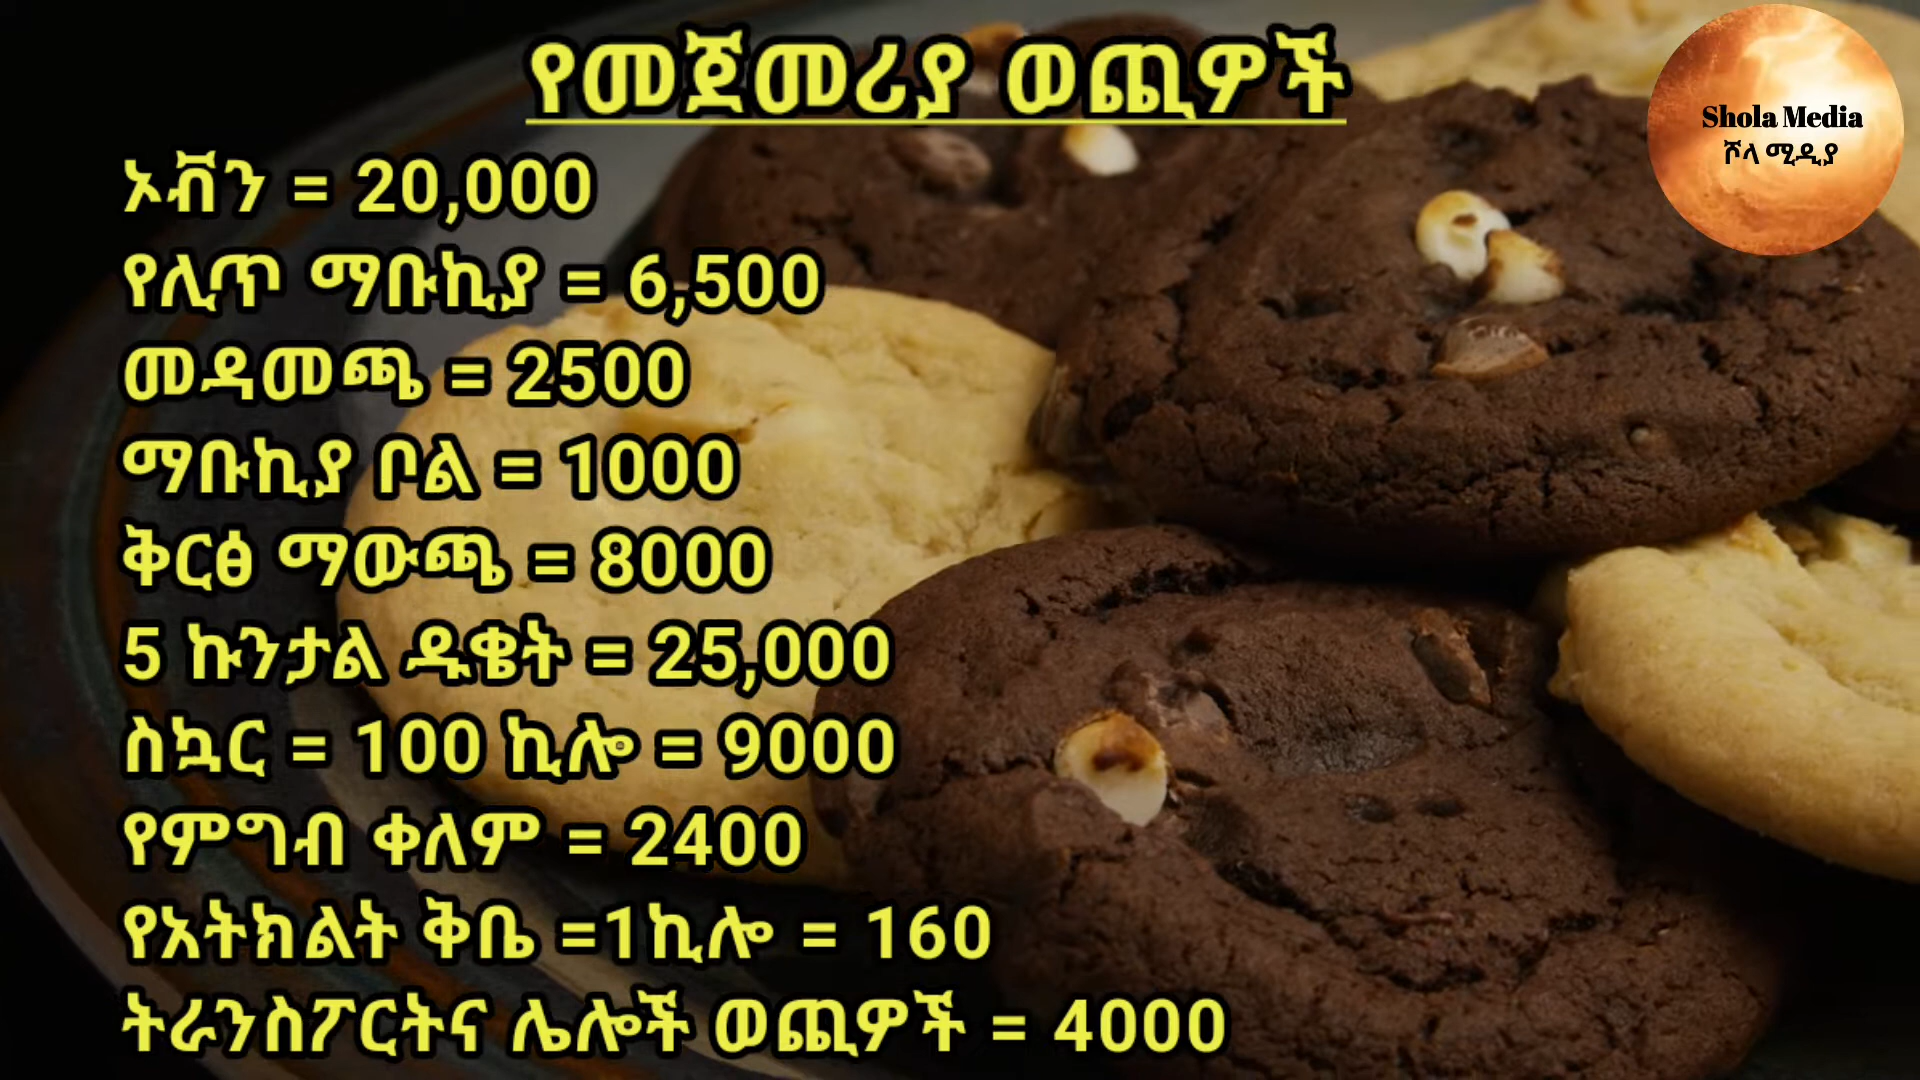 የመጀመሪያ ወጪዎች
Shola Media
ሾላ ሚዲያ
ኦቭን = 20,000
የሊጥ ማቡኪያ = 6,500
መዳመጫ = 2500
ማቡኪያ ቦል = 1000
ቅርፅ ማውጫ = 8000
5 ኩንታል ዱቄት = 25,000
ስኳር = 100 ኪሎ = 9000
የምግብ ቀለም = 2400
የአትክልት ቅቤ =1ኪሎ = 160
ትራንስፖርትና ሌሎች ወጪዎች = 4000